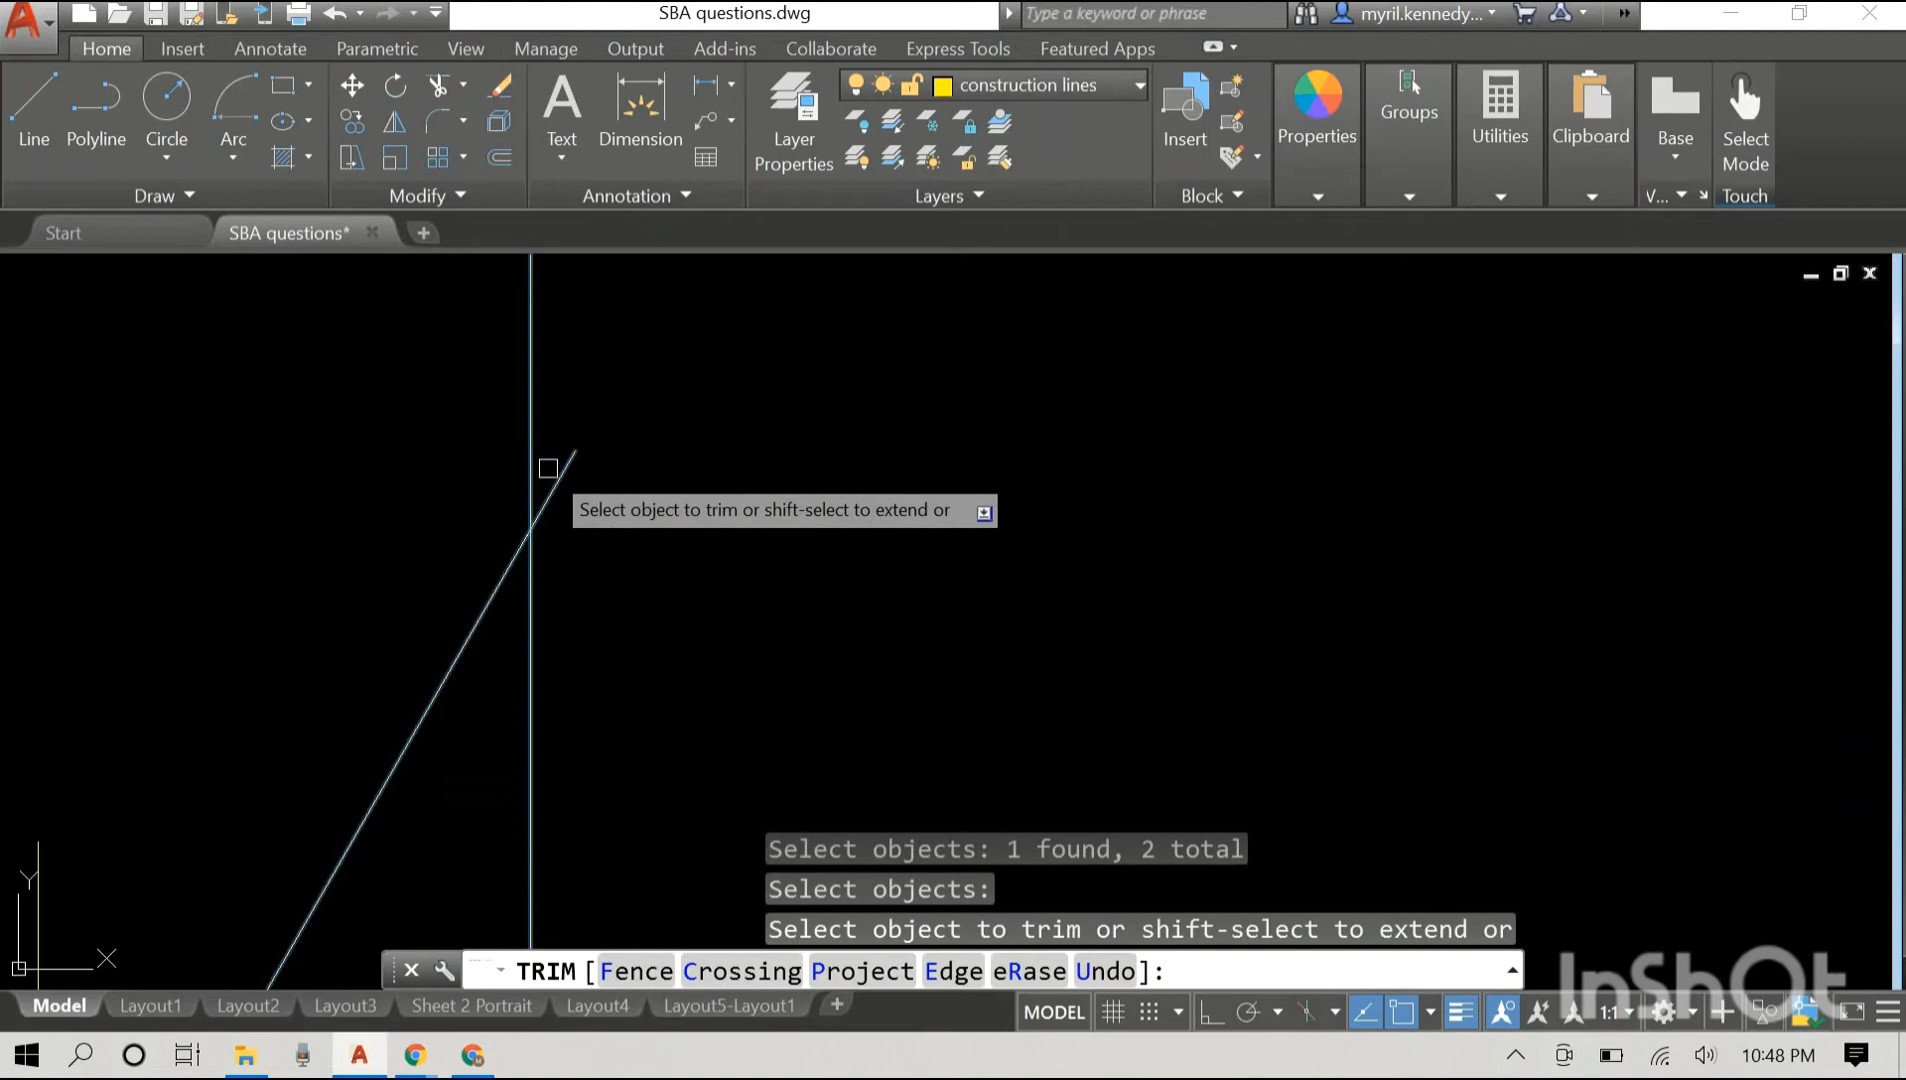 SBA questions.dwg
Type a keyword or phrase
myril.kennedy...
Home Insert Annotate Parametric View Manage Output Add-ins Collaborate Express Tools Featured Apps
construction lines
Line Polyline Circle Arc
Text Dimension
Layer Properties
Insert
Properties
Groups
Utilities
Clipboard
Base
Select Mode
Draw Modify Annotation Layers Block V... Touch
Start SBA questions*
Select object to trim or shift-select to extend or
Select objects: 1 found, 2 total
Select objects:
Select object to trim or shift-select to extend or
Y
X
TRIM [Fence Crossing Project Edge eRase Undo]:
InShOt
Model Layout1 Layout2 Layout3 Sheet 2 Portrait Layout4 Layout5-Layout1 + MODEL 1:1
10:48 PM